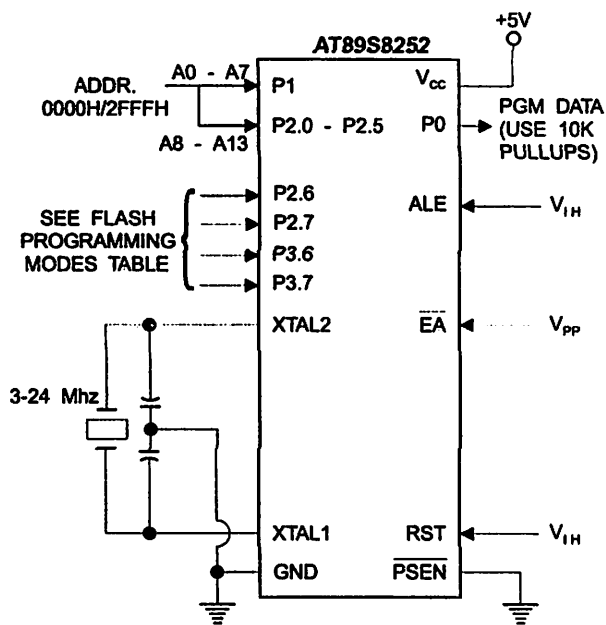 +5V
AT89S8252
A0 - A7
ADDR.
0000H/2FFFH
P1
VCC
PGM DATA
(USE 10K
PULLUPS)
P2.0 - P2.5
P0
A8 - A13
P2.6
ALE
VIH
SEE FLASH
PROGRAMMING
MODES TABLE
P2.7
P3.6
P3.7
XTAL2
EA
VPP
3-24 Mhz
XTAL1
RST
VIH
GND
PSEN